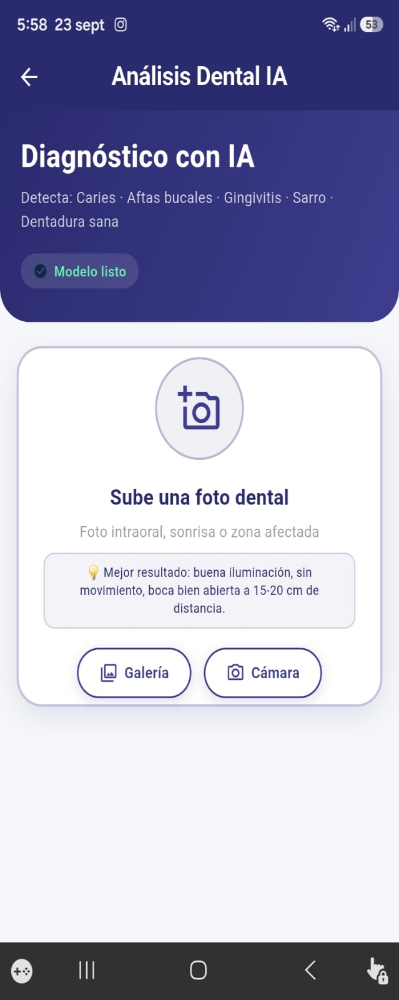 5:58 23 sept 53
Análisis Dental IA
Diagnóstico con IA
Detecta: Caries · Aftas bucales · Gingivitis · Sarro ·
Dentadura sana
Modelo listo
Sube una foto dental
Foto intraoral, sonrisa o zona afectada
💡 Mejor resultado: buena iluminación, sin
movimiento, boca bien abierta a 15-20 cm de
distancia.
Galería Cámara